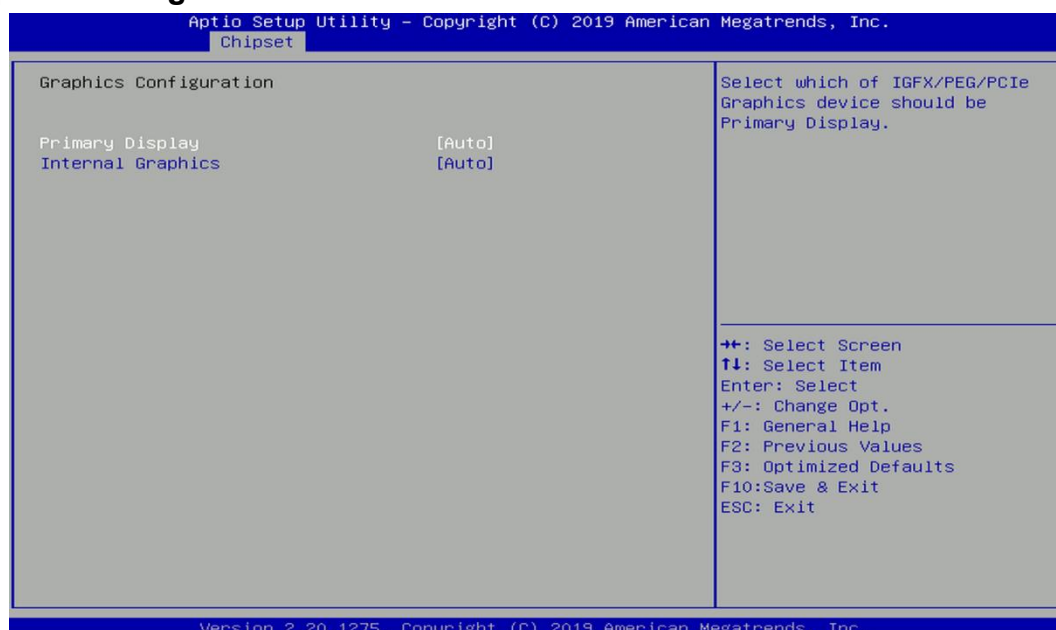 Aptio Setup Utility – Copyright (C) 2019 American Megatrends, Inc.
Chipset
Graphics Configuration
Primary Display [Auto]
Internal Graphics [Auto]
Select which of IGFX/PEG/PCIe
Graphics device should be
Primary Display.
→←: Select Screen
↑↓: Select Item
Enter: Select
+/-: Change Opt.
F1: General Help
F2: Previous Values
F3: Optimized Defaults
F10:Save & Exit
ESC: Exit
Version 2.20.1275. Copyright (C) 2019 American Megatrends, Inc.